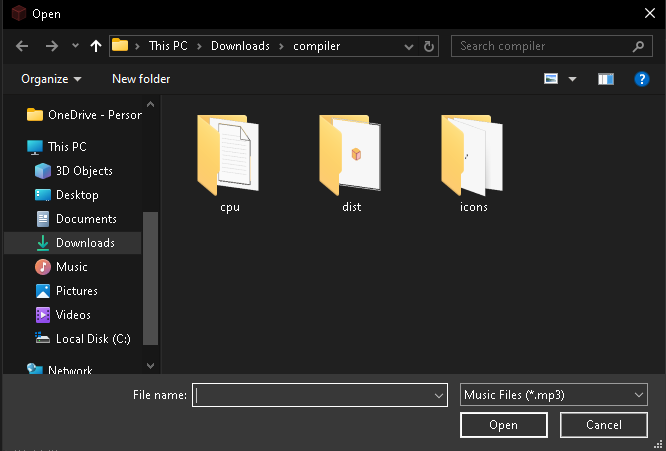 Open
This PC > Downloads > compiler
Search compiler
Organize
New folder
OneDrive - Person
This PC
3D Objects
Desktop
Documents
Downloads
Music
Pictures
Videos
Local Disk (C:)
Network
cpu
dist
icons
File name:
Music Files (*.mp3)
Open
Cancel